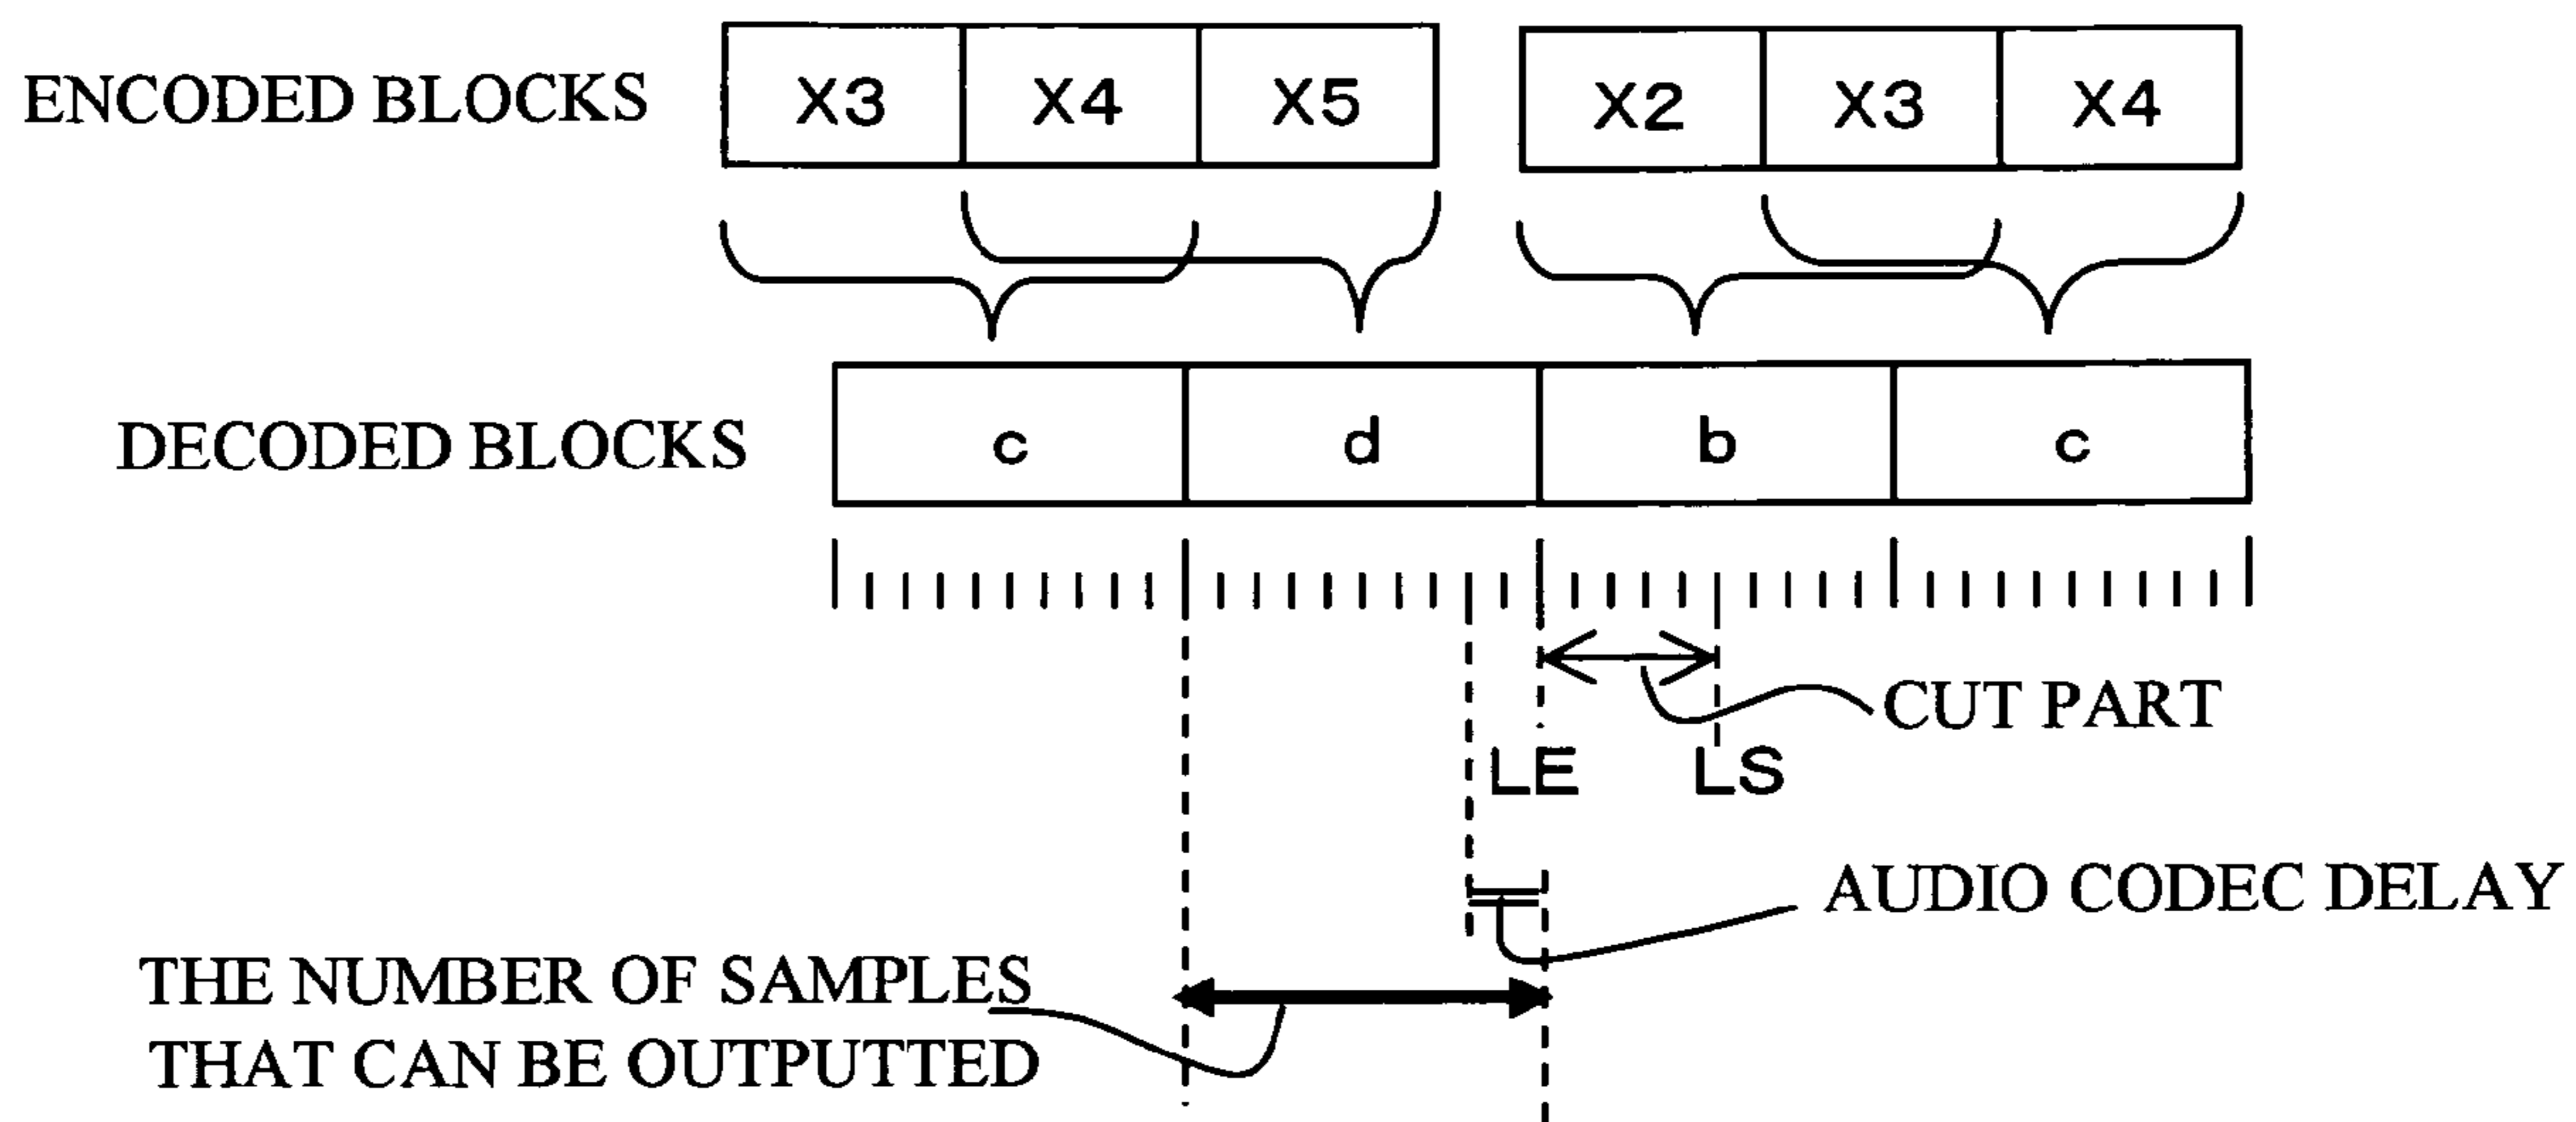 ENCODED BLOCKS X3 X4 X5 X2 X3 X4
DECODED BLOCKS c d b c
CUT PART
LE LS
AUDIO CODEC DELAY
THE NUMBER OF SAMPLES
THAT CAN BE OUTPUTTED